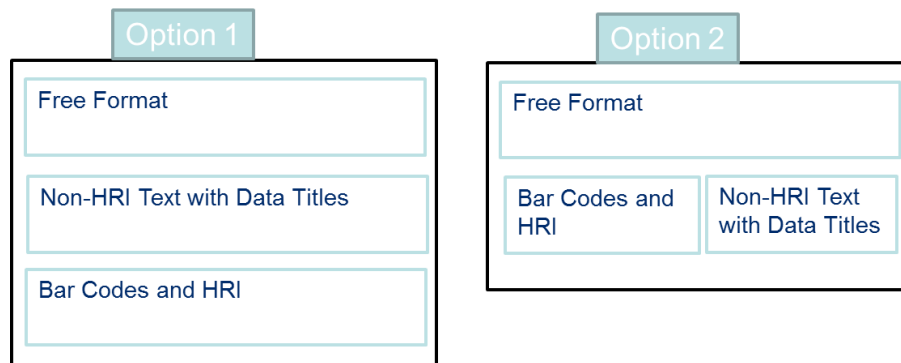 Option 1
Free Format
Non-HRI Text with Data Titles
Bar Codes and HRI
Option 2
Free Format
Bar Codes and
HRI
Non-HRI Text
with Data Titles